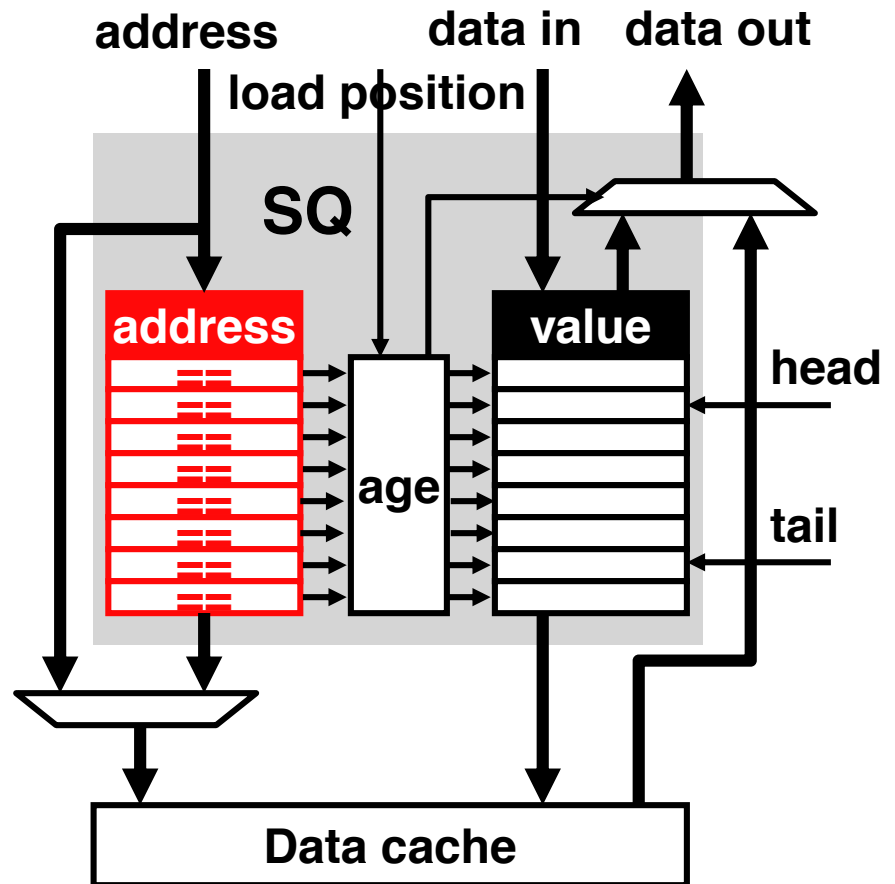 address
data in
data out
load position
SQ
address
value
head
age
tail
Data cache